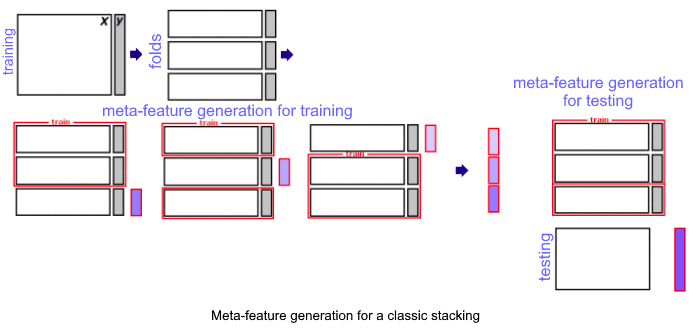 training
X y
folds
meta-feature generation for training
train
train
train
meta-feature generation
for testing
train
testing
Meta-feature generation for a classic stacking